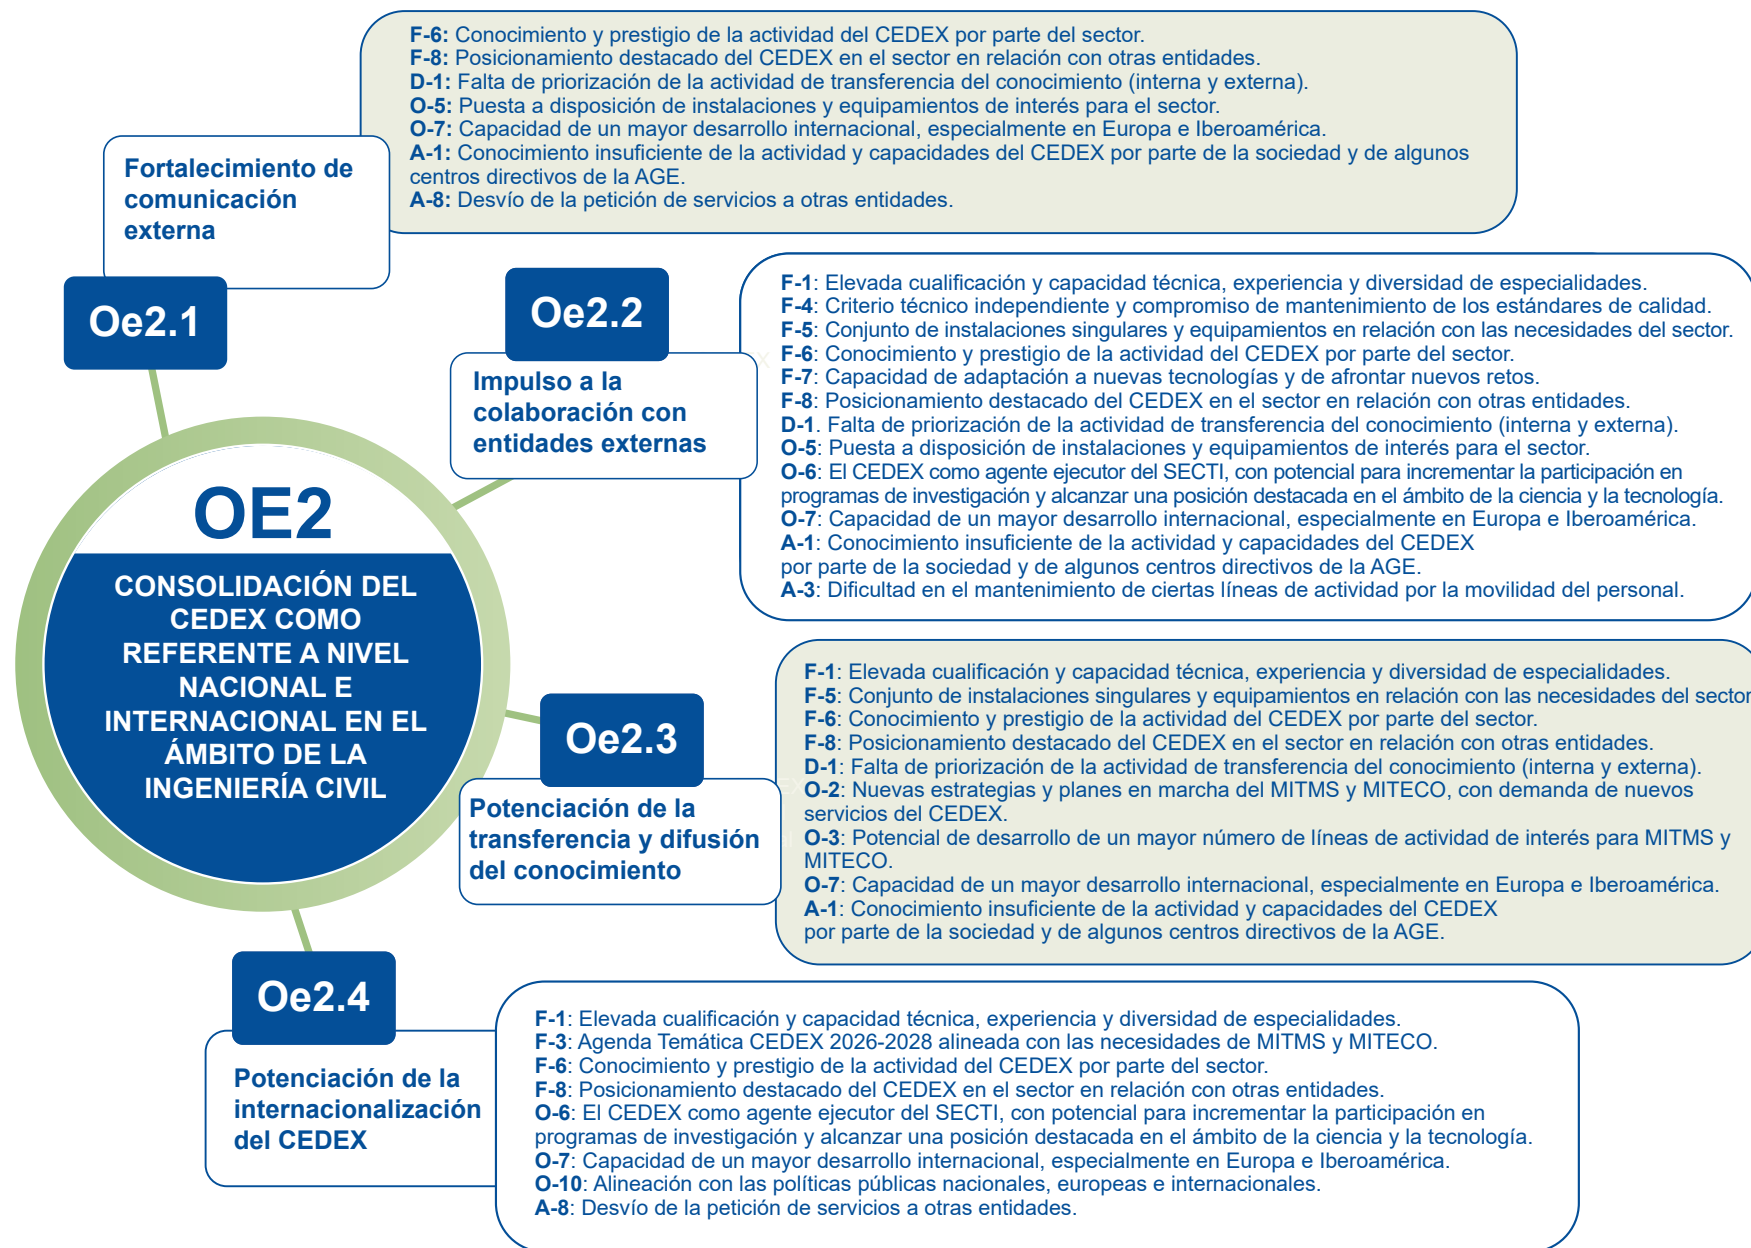 F-6: Conocimiento y prestigio de la actividad del CEDEX por parte del sector.
F-8: Posicionamiento destacado del CEDEX en el sector en relación con otras entidades.
D-1: Falta de priorización de la actividad de transferencia del conocimiento (interna y externa).
O-5: Puesta a disposición de instalaciones y equipamientos de interés para el sector.
O-7: Capacidad de un mayor desarrollo internacional, especialmente en Europa e Iberoamérica.
A-1: Conocimiento insuficiente de la actividad y capacidades del CEDEX por parte de la sociedad y de algunos
centros directivos de la AGE.
A-8: Desvío de la petición de servicios a otras entidades.
Fortalecimiento de
comunicación
externa
Oe2.1
Oe2.2
Impulso a la
colaboración con
entidades externas
F-1: Elevada cualificación y capacidad técnica, experiencia y diversidad de especialidades.
F-4: Criterio técnico independiente y compromiso de mantenimiento de los estándares de calidad.
F-5: Conjunto de instalaciones singulares y equipamientos en relación con las necesidades del sector.
F-6: Conocimiento y prestigio de la actividad del CEDEX por parte del sector.
F-7: Capacidad de adaptación a nuevas tecnologías y de afrontar nuevos retos.
F-8: Posicionamiento destacado del CEDEX en el sector en relación con otras entidades.
D-1. Falta de priorización de la actividad de transferencia del conocimiento (interna y externa).
O-5: Puesta a disposición de instalaciones y equipamientos de interés para el sector.
O-6: El CEDEX como agente ejecutor del SECTI, con potencial para incrementar la participación en
programas de investigación y alcanzar una posición destacada en el ámbito de la ciencia y la tecnología.
O-7: Capacidad de un mayor desarrollo internacional, especialmente en Europa e Iberoamérica.
A-1: Conocimiento insuficiente de la actividad y capacidades del CEDEX
por parte de la sociedad y de algunos centros directivos de la AGE.
A-3: Dificultad en el mantenimiento de ciertas líneas de actividad por la movilidad del personal.
OE2
CONSOLIDACIÓN DEL
CEDEX COMO
REFERENTE A NIVEL
NACIONAL E
INTERNACIONAL EN EL
ÁMBITO DE LA
INGENIERÍA CIVIL
Oe2.3
Potenciación de la
transferencia y difusión
del conocimiento
F-1: Elevada cualificación y capacidad técnica, experiencia y diversidad de especialidades.
F-5: Conjunto de instalaciones singulares y equipamientos en relación con las necesidades del sector
F-6: Conocimiento y prestigio de la actividad del CEDEX por parte del sector.
F-8: Posicionamiento destacado del CEDEX en el sector en relación con otras entidades.
D-1: Falta de priorización de la actividad de transferencia del conocimiento (interna y externa).
O-2: Nuevas estrategias y planes en marcha del MITMS y MITECO, con demanda de nuevos
servicios del CEDEX.
O-3: Potencial de desarrollo de un mayor número de líneas de actividad de interés para MITMS y
MITECO.
O-7: Capacidad de un mayor desarrollo internacional, especialmente en Europa e Iberoamérica.
A-1: Conocimiento insuficiente de la actividad y capacidades del CEDEX
por parte de la sociedad y de algunos centros directivos de la AGE.
Oe2.4
Potenciación de la
internacionalización
del CEDEX
F-1: Elevada cualificación y capacidad técnica, experiencia y diversidad de especialidades.
F-3: Agenda Temática CEDEX 2026-2028 alineada con las necesidades de MITMS y MITECO.
F-6: Conocimiento y prestigio de la actividad del CEDEX por parte del sector.
F-8: Posicionamiento destacado del CEDEX en el sector en relación con otras entidades.
O-6: El CEDEX como agente ejecutor del SECTI, con potencial para incrementar la participación en
programas de investigación y alcanzar una posición destacada en el ámbito de la ciencia y la tecnología.
O-7: Capacidad de un mayor desarrollo internacional, especialmente en Europa e Iberoamérica.
O-10: Alineación con las políticas públicas nacionales, europeas e internacionales.
A-8: Desvío de la petición de servicios a otras entidades.